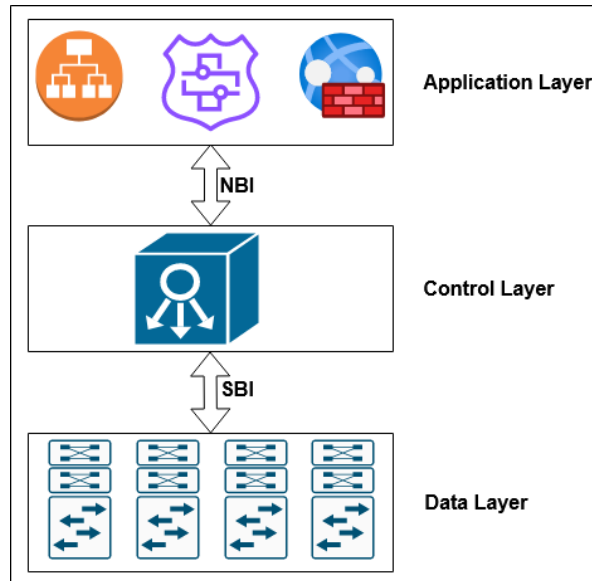 Application Layer
NBI
Control Layer
SBI
Data Layer